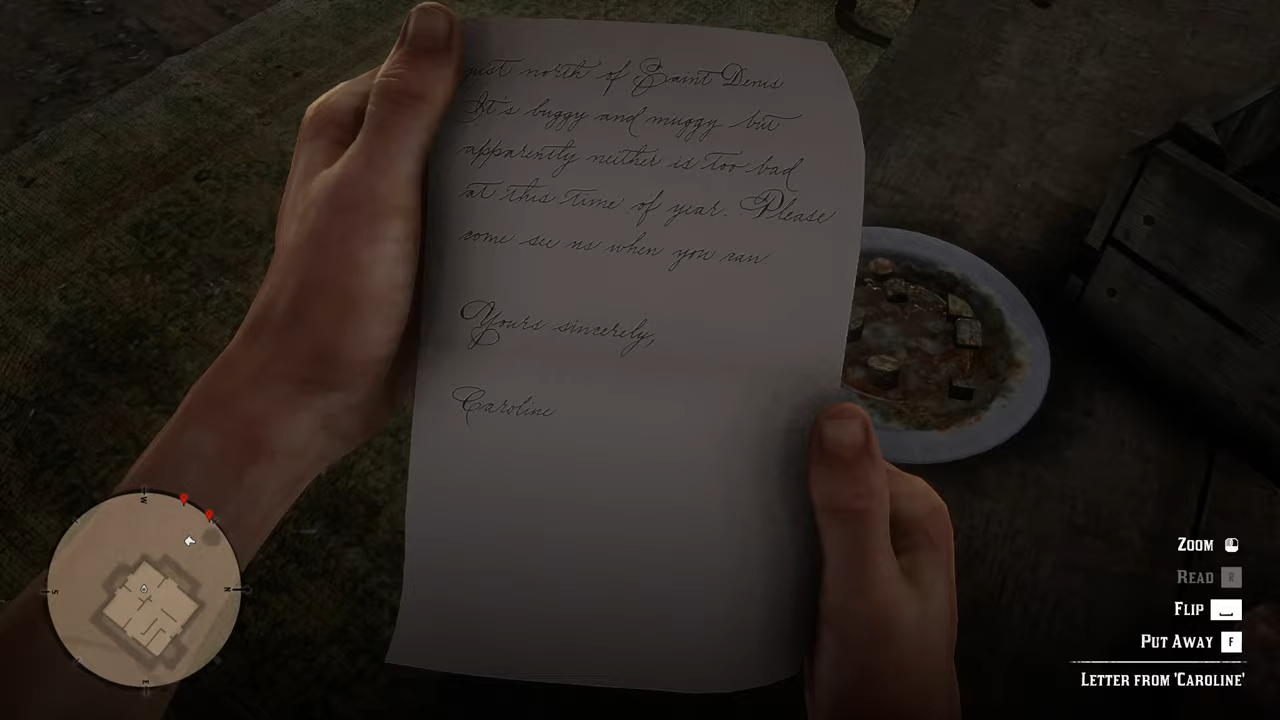 just north of Saint Denis
It's buggy and muggy but
apparently neither is too bad
at this time of year. Please
come see us when you can.
Yours sincerely,
Caroline
W
N
S
E
ZOOM
READ R
FLIP
PUT AWAY F
LETTER FROM 'CAROLINE'